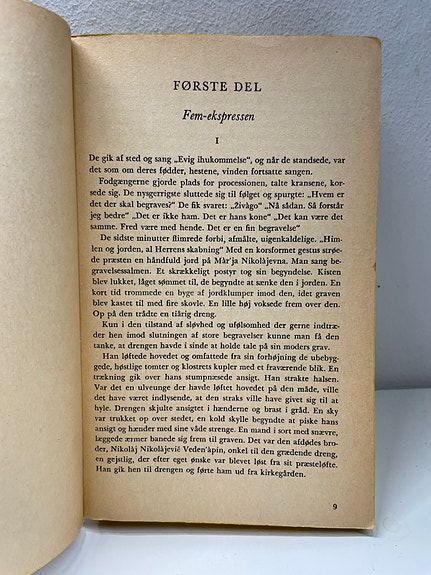 FØRSTE DEL
Fem-ekspressen
I
De gik af sted og sang „Evig ihukommelse“, og når de standsede, var
det som om deres fødder, hestene, vinden fortsatte sangen.
Fodgængerne gjorde plads for processionen, talte kransene, kor-
sede sig. De nysgerrigste sluttede sig til følget og spurgte: „Hvem er
det der skal begraves?“ De fik svaret: „Živàgo“ „Nå sådan. Så forstår
jeg bedre“ „Det er ikke ham. Det er hans kone“ „Det kan være det
samme. Fred være med hende. Det er en fin begravelse“
De sidste minutter flimrede forbi, afmålte, uigenkaldelige. „Him-
len og jorden, al Herrens skabning“ Med en korsformet gestus strø-
ede præsten en håndfuld jord på Màr'ja Nikolàjevna. Man sang be-
gravelsessalmen. Et skrækkeligt postyr tog sin begyndelse. Kisten
blev lukket, låget sømmet til, de begyndte at sænke den i jorden. En
kort tid trommede en byge af jordklumper imod den, idet graven
blev kastet til med fire skovle. En lille høj voksede frem over den.
Op på den trådte en tiårig dreng.
Kun i den tilstand af sløvhed og ufølsomhed der gerne indtræ-
der hen imod slutningen af store begravelser kunne man få den
tanke, at drengen havde i sinde at holde tale på sin moders grav.
Han løftede hovedet og omfattede fra sin forhøjning de ubebyg-
gede, høstlige tomter og klostrets kupler med et fraværende blik. En
trækning gik over hans stumpnæsede ansigt. Han strakte halsen.
Var det en ulveunge der havde løftet hovedet på den måde, ville
det have været indlysende, at den straks ville have givet sig til at
hyle. Drengen skjulte ansigtet i hænderne og brast i gråd. En sky
var trukket op over stedet, en kold skylle begyndte at piske hans
ansigt og hænder med sine våde strenge. En mand i sort med snævre,
læggede ærmer banede sig frem til graven. Det var den afdødes bro-
der, Nikolàj Nikolàjevič Veden'àpin, onkel til den grædende dreng,
en gejstlig, der efter eget ønske var blevet løst fra sit præsteløfte.
Han gik hen til drengen og førte ham ud fra kirkegården.
9